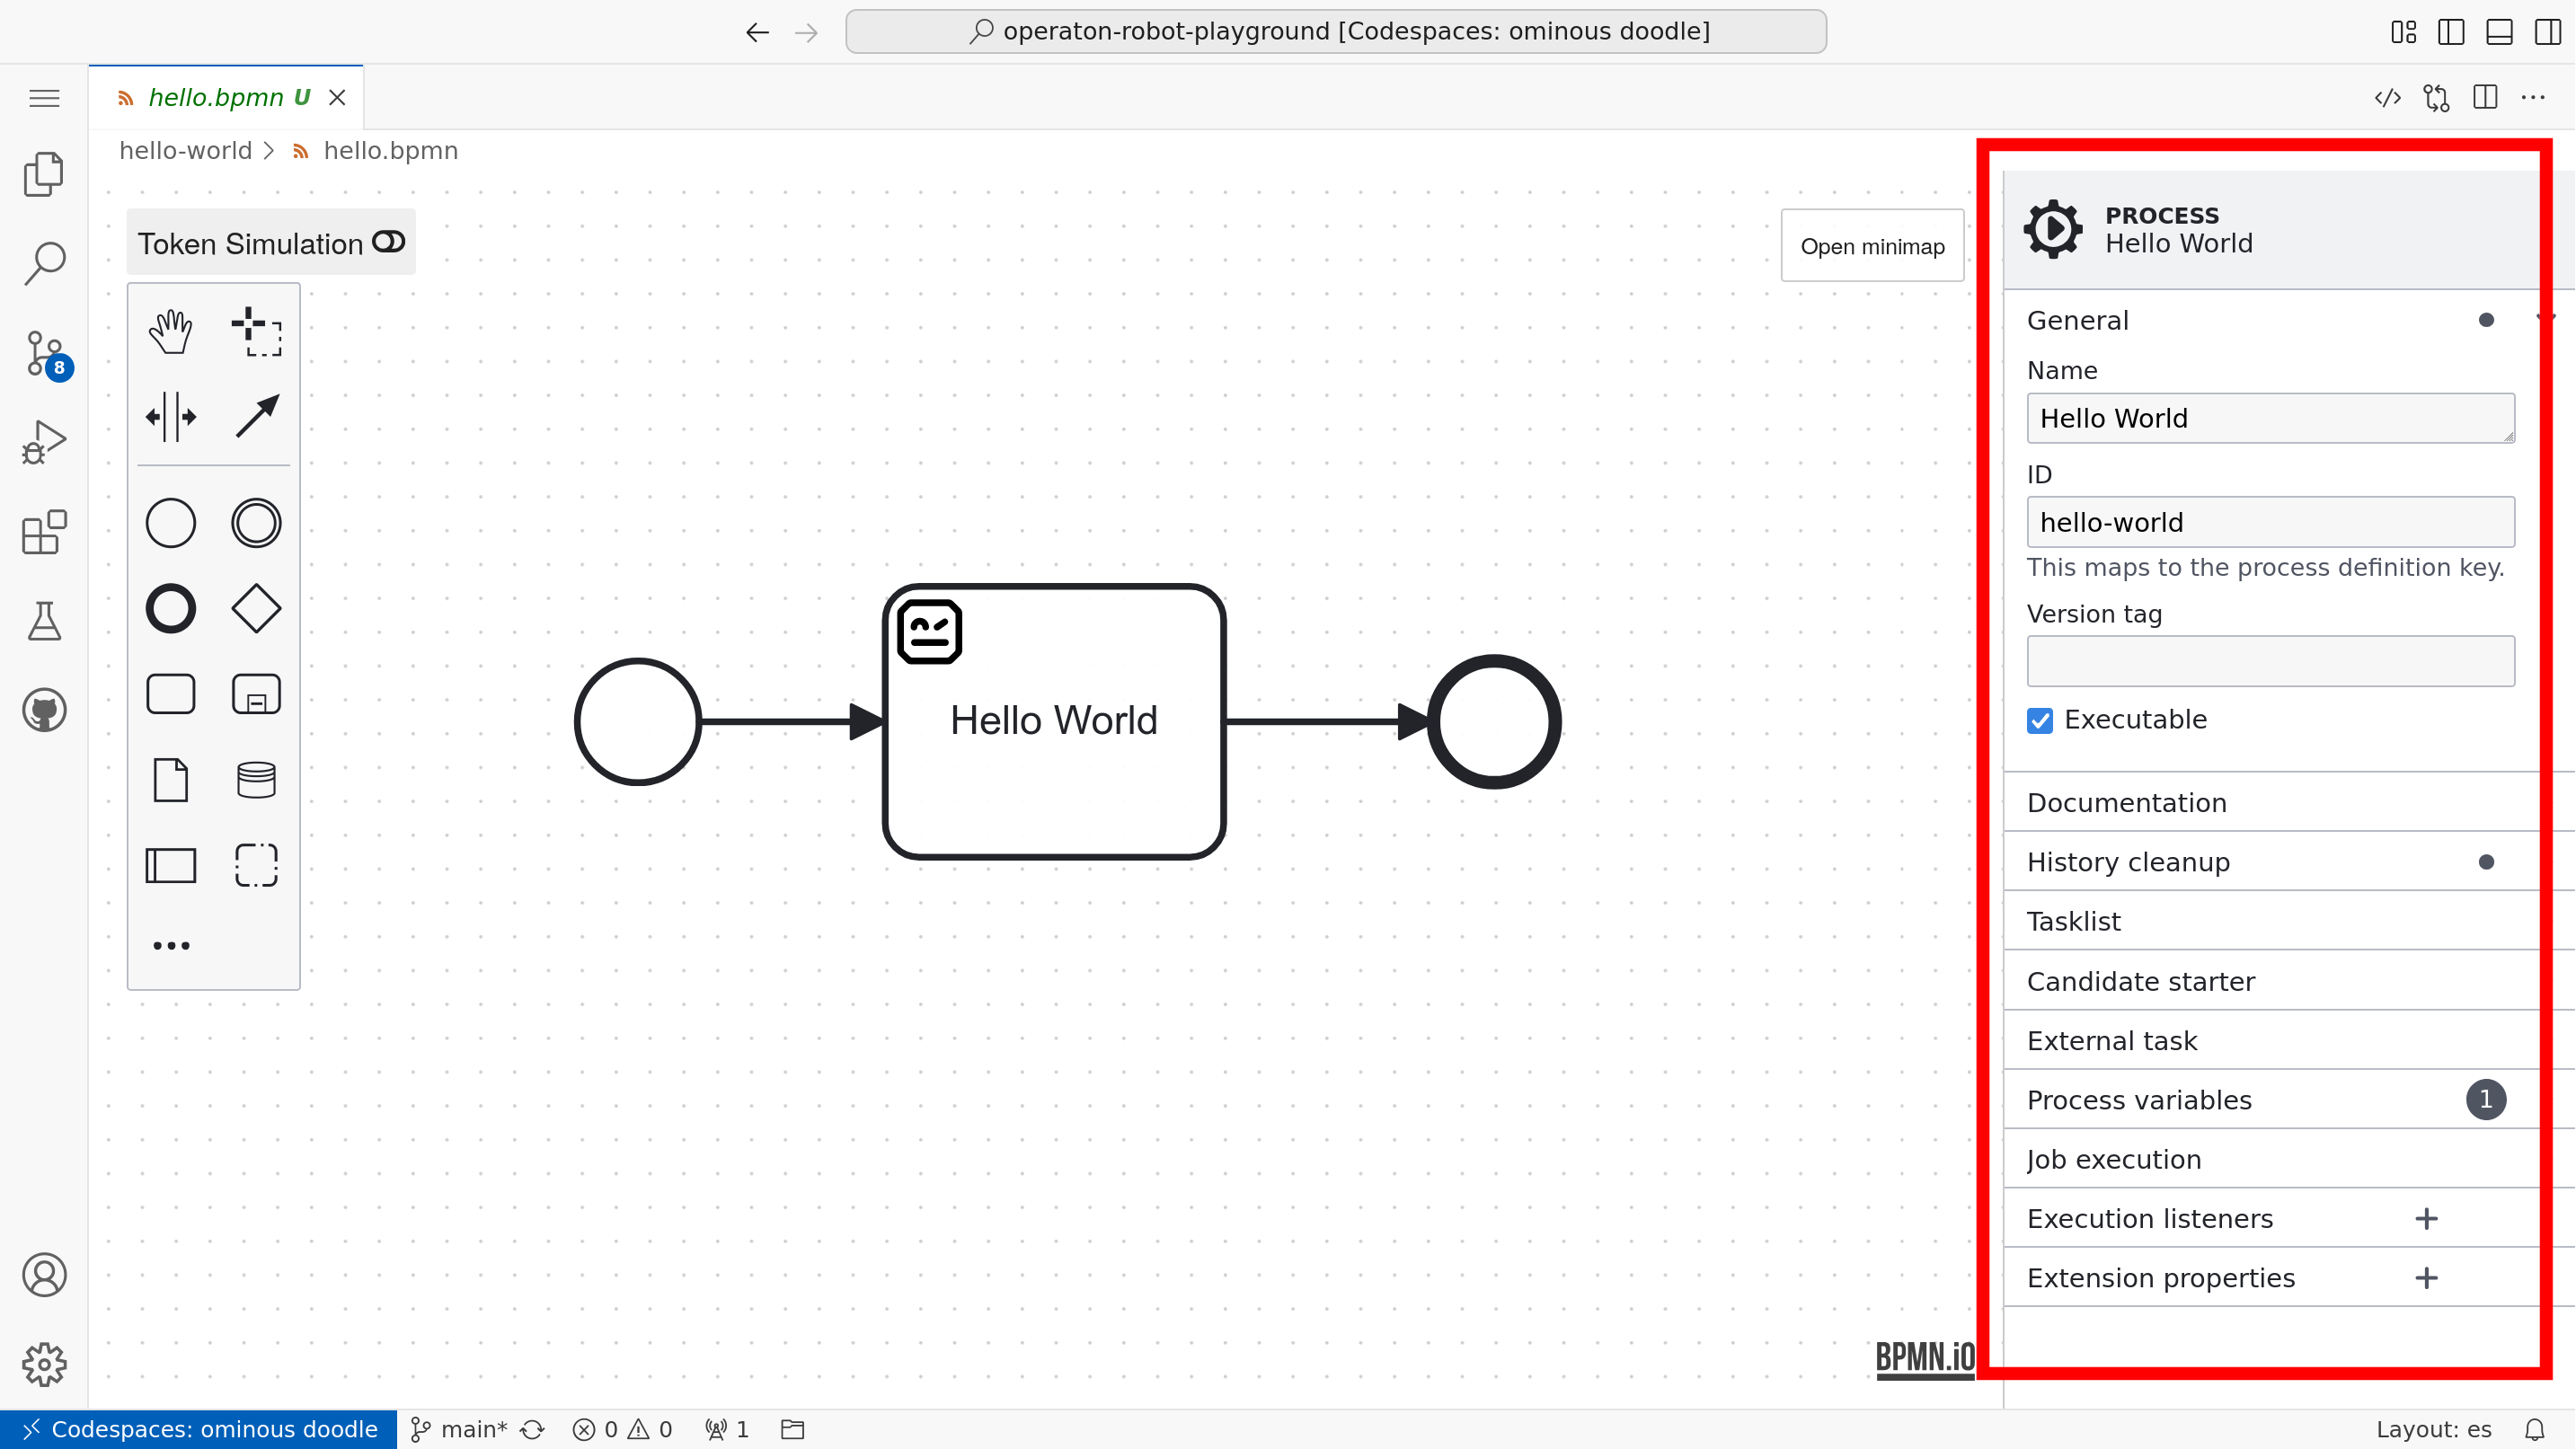 operaton-robot-playground [Codespaces: ominous doodle]
hello.bpmn U
hello-world
hello.bpmn
Token Simulation
Open minimap
8
Hello World
BPMN.iO
PROCESS
Hello World
General
Name
Hello World
ID
hello-world
This maps to the process definition key.
Version tag
Executable
Documentation
History cleanup
Tasklist
Candidate starter
External task
Process variables 1
Job execution
Execution listeners
Extension properties
Codespaces: ominous doodle main* 0 0 1 Layout: es